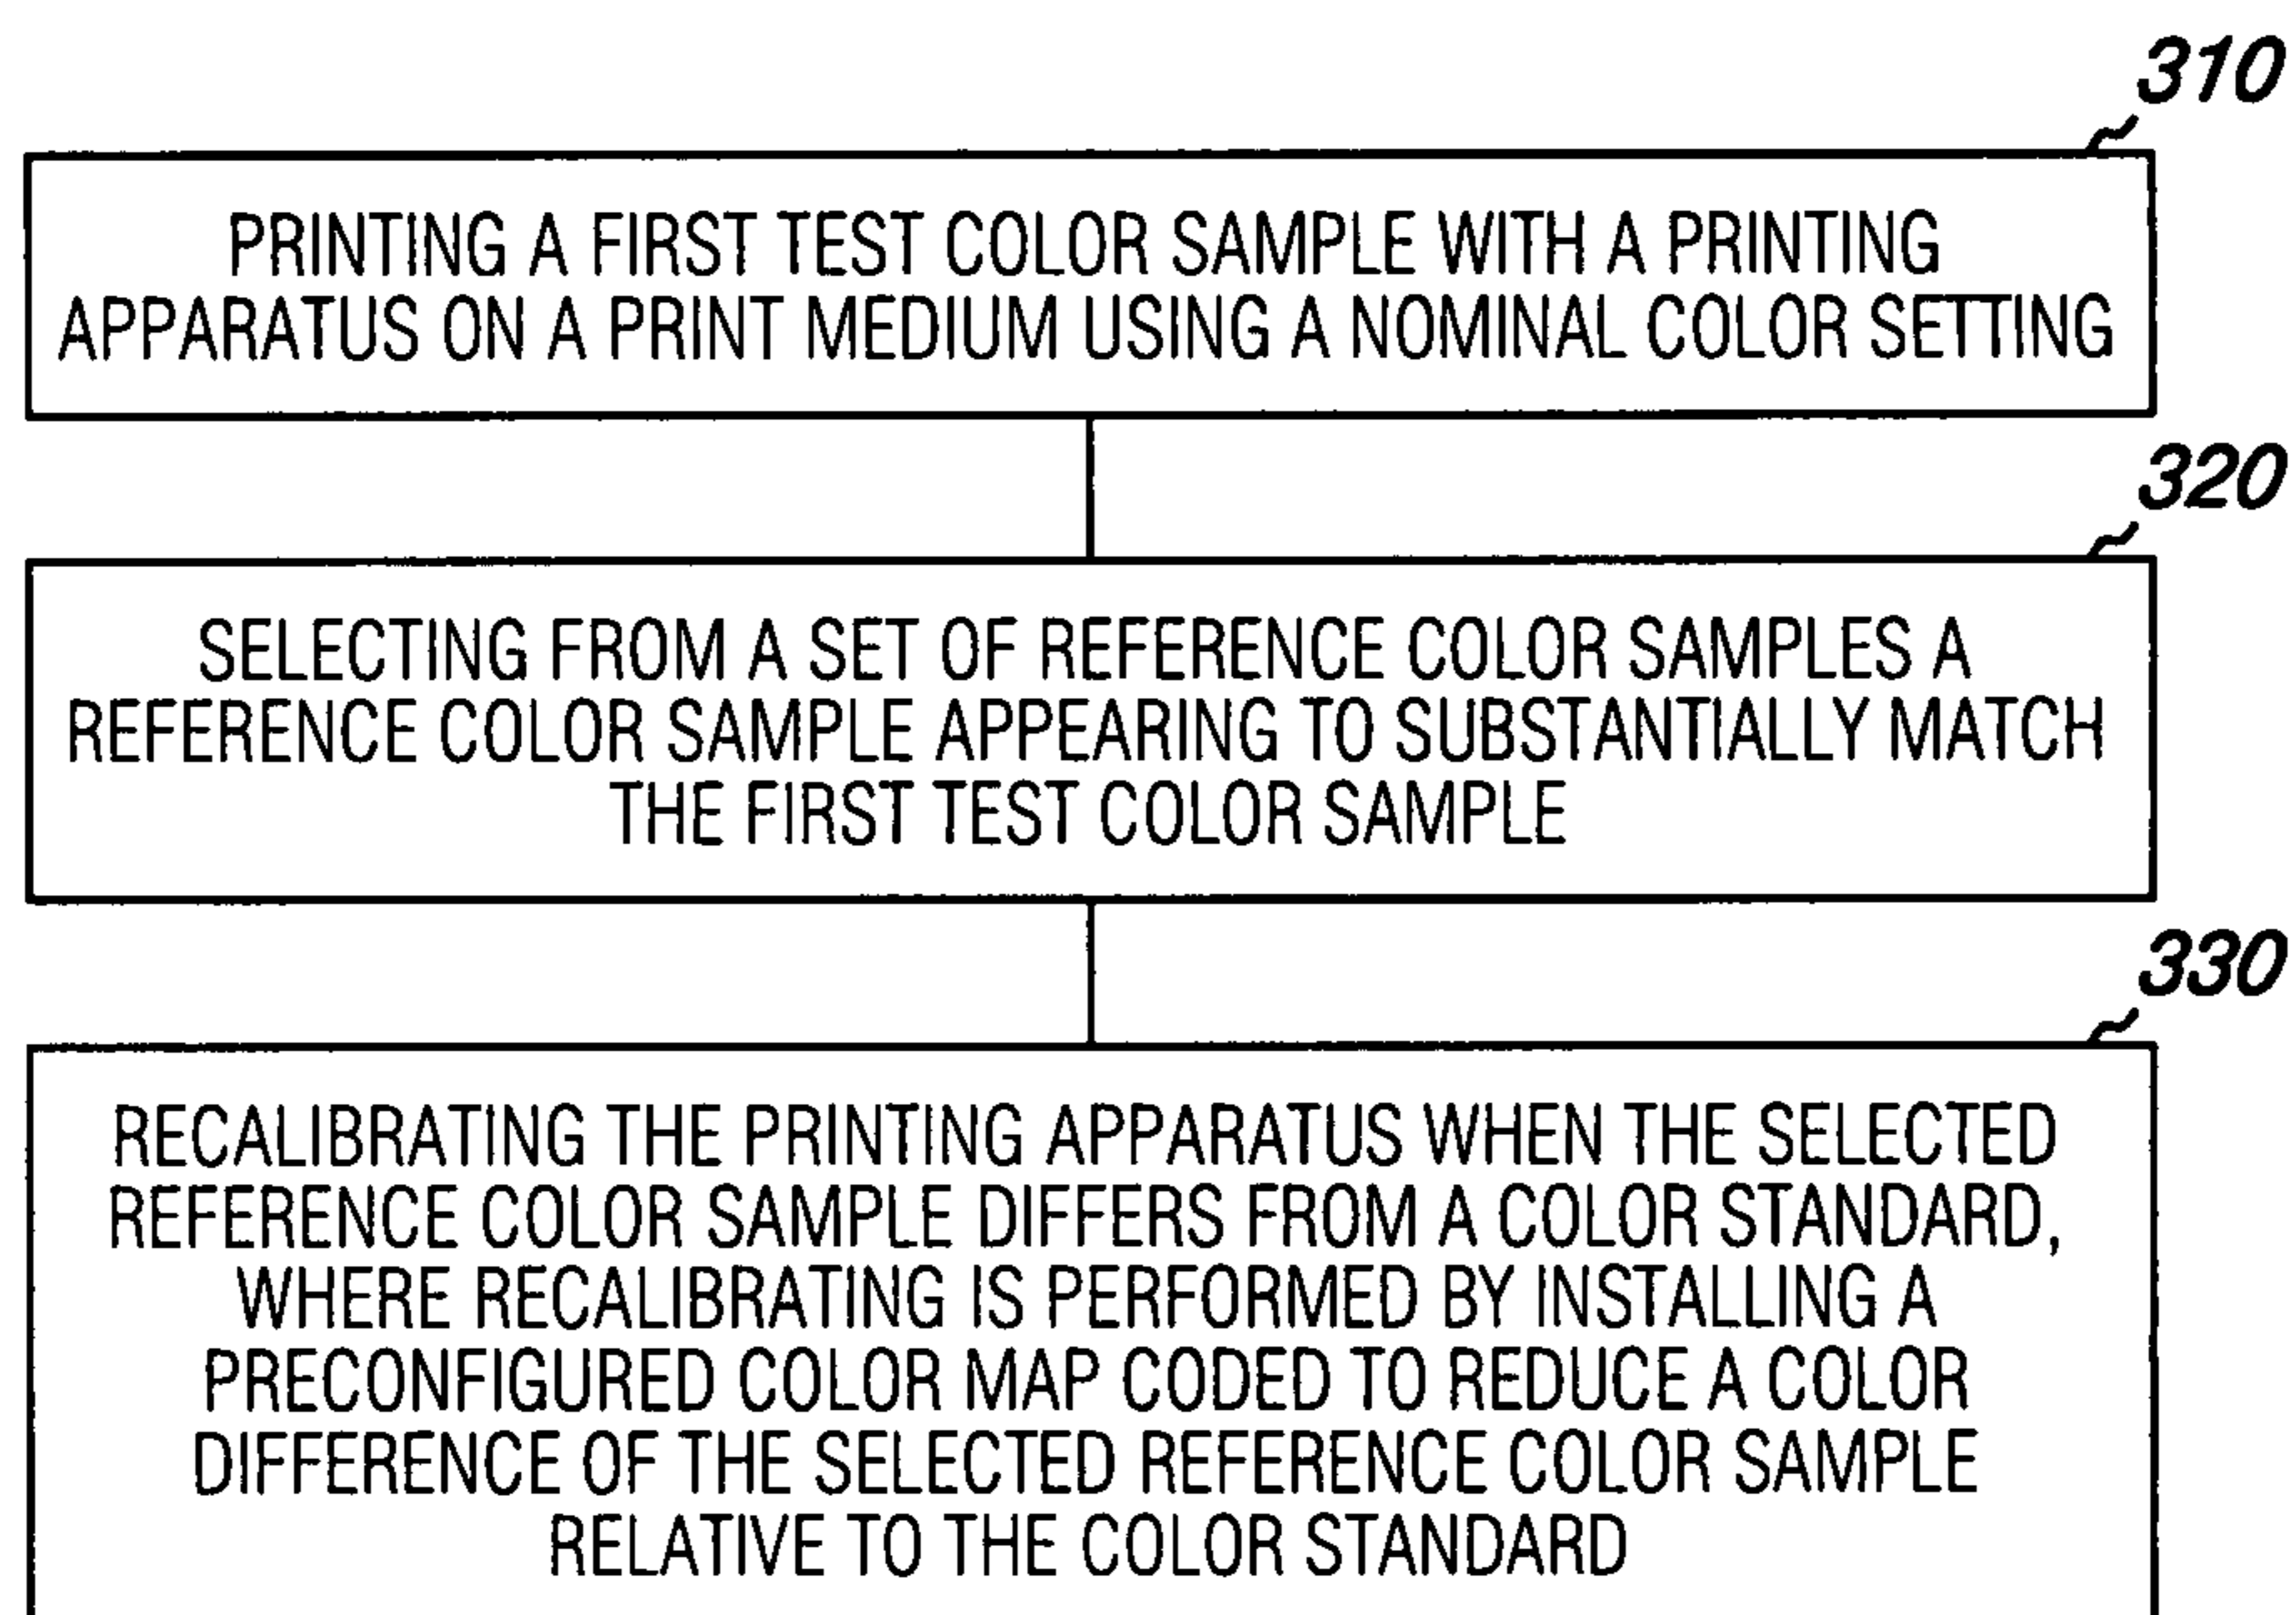 310
PRINTING A FIRST TEST COLOR SAMPLE WITH A PRINTING
APPARATUS ON A PRINT MEDIUM USING A NOMINAL COLOR SETTING
320
SELECTING FROM A SET OF REFERENCE COLOR SAMPLES A
REFERENCE COLOR SAMPLE APPEARING TO SUBSTANTIALLY MATCH
THE FIRST TEST COLOR SAMPLE
330
RECALIBRATING THE PRINTING APPARATUS WHEN THE SELECTED
REFERENCE COLOR SAMPLE DIFFERS FROM A COLOR STANDARD,
WHERE RECALIBRATING IS PERFORMED BY INSTALLING A
PRECONFIGURED COLOR MAP CODED TO REDUCE A COLOR
DIFFERENCE OF THE SELECTED REFERENCE COLOR SAMPLE
RELATIVE TO THE COLOR STANDARD